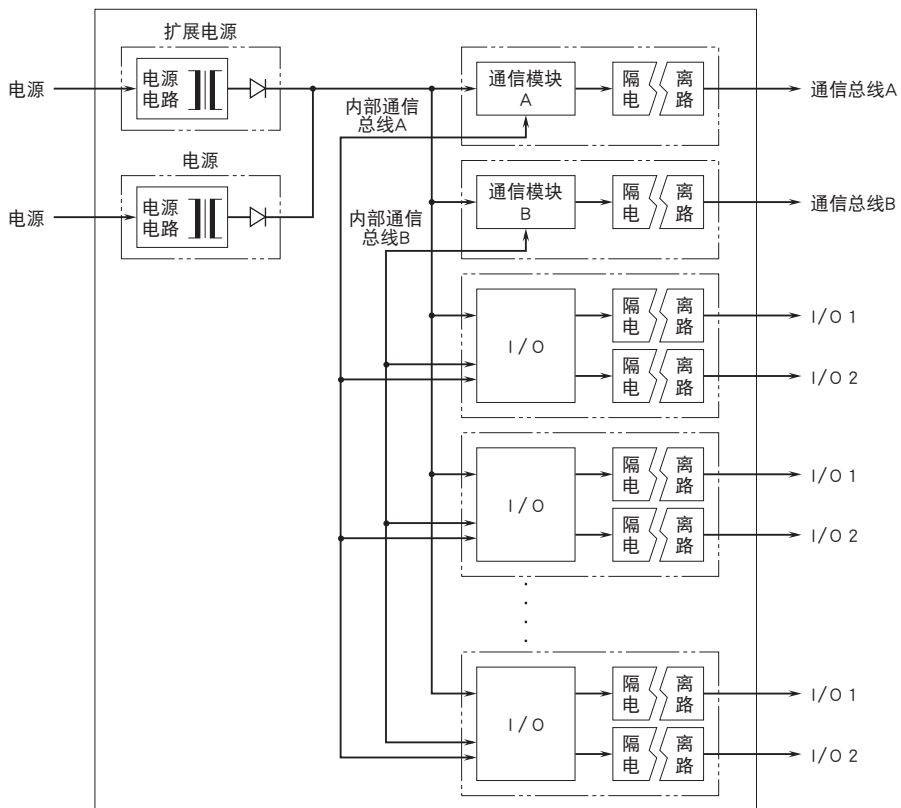 扩展电源
电源
电源
电路
电源
电源
电源
电路
内部通信
总线A
内部通信
总线B
通信模块
A
隔 离
电 路
通信总线A
通信模块
B
隔 离
电 路
通信总线B
I/O
隔 离
电 路
I/O 1
隔 离
电 路
I/O 2
I/O
隔 离
电 路
I/O 1
隔 离
电 路
I/O 2
I/O
隔 离
电 路
I/O 1
隔 离
电 路
I/O 2